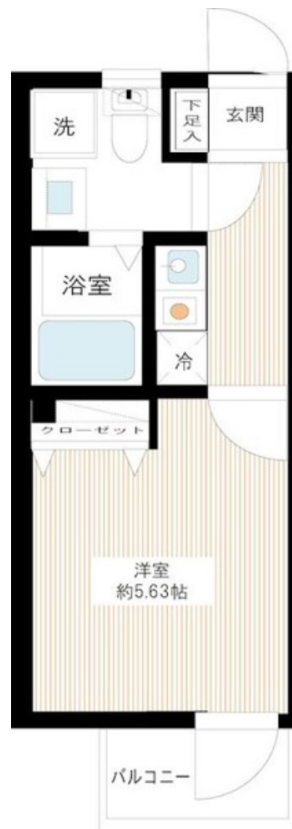 玄関
下足入
洗
浴室
冷
クローゼット
洋室
約5.63帖
バルコニー